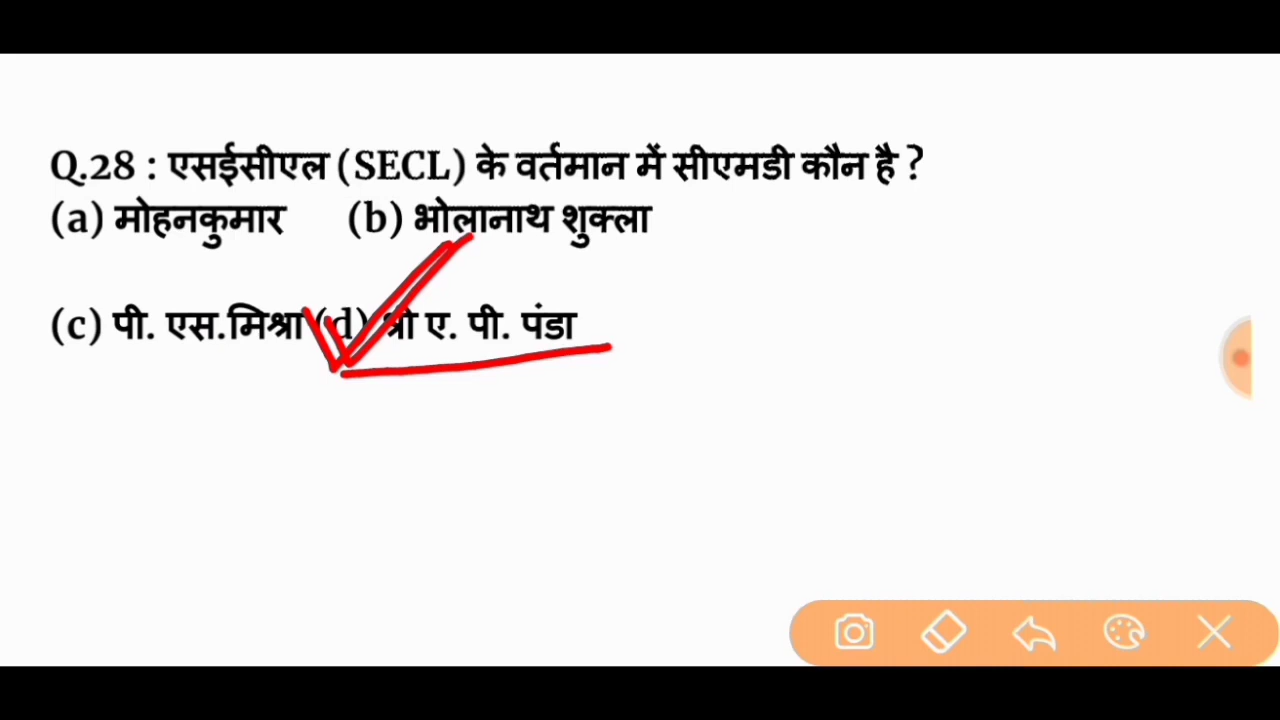 Q.28 : एसईसीएल (SECL) के वर्तमान में सीएमडी कौन है ?
(a) मोहनकुमार (b) भोलानाथ शुक्ला
(c) पी. एस.मिश्रा (d) श्री ए. पी. पंडा